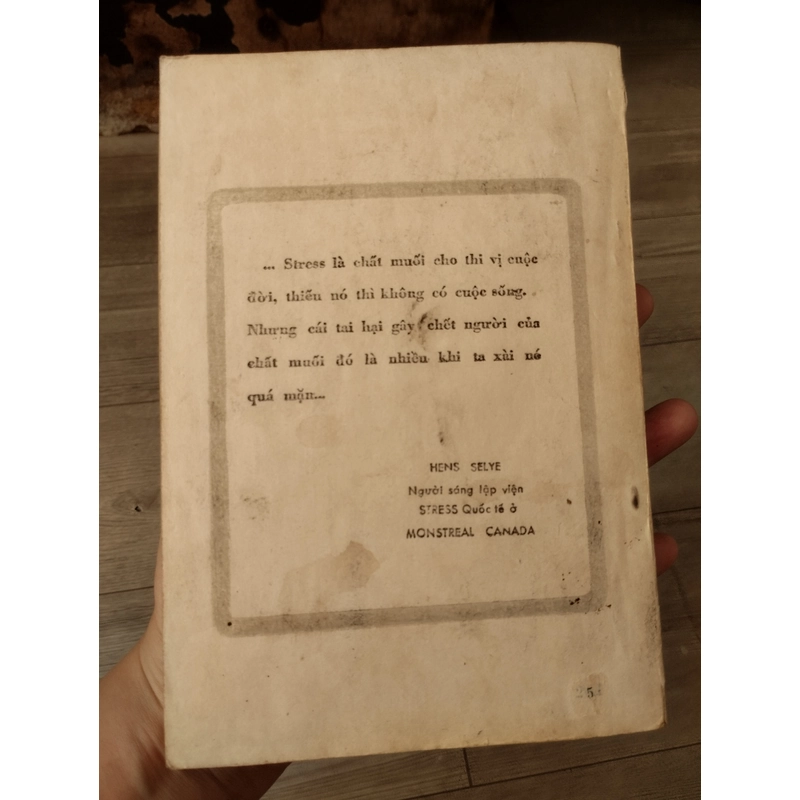 ... Stress là chất muối cho thi vị cuộc
đời, thiếu nó thì không có cuộc sống.
Nhưng cái tai hại gây chết người của
chất muối đó là nhiều khi ta xài nó
quá mặn...
HENS SELYE
Người sáng lập viện
STRESS Quốc tế ở
MONSTREAL CANADA